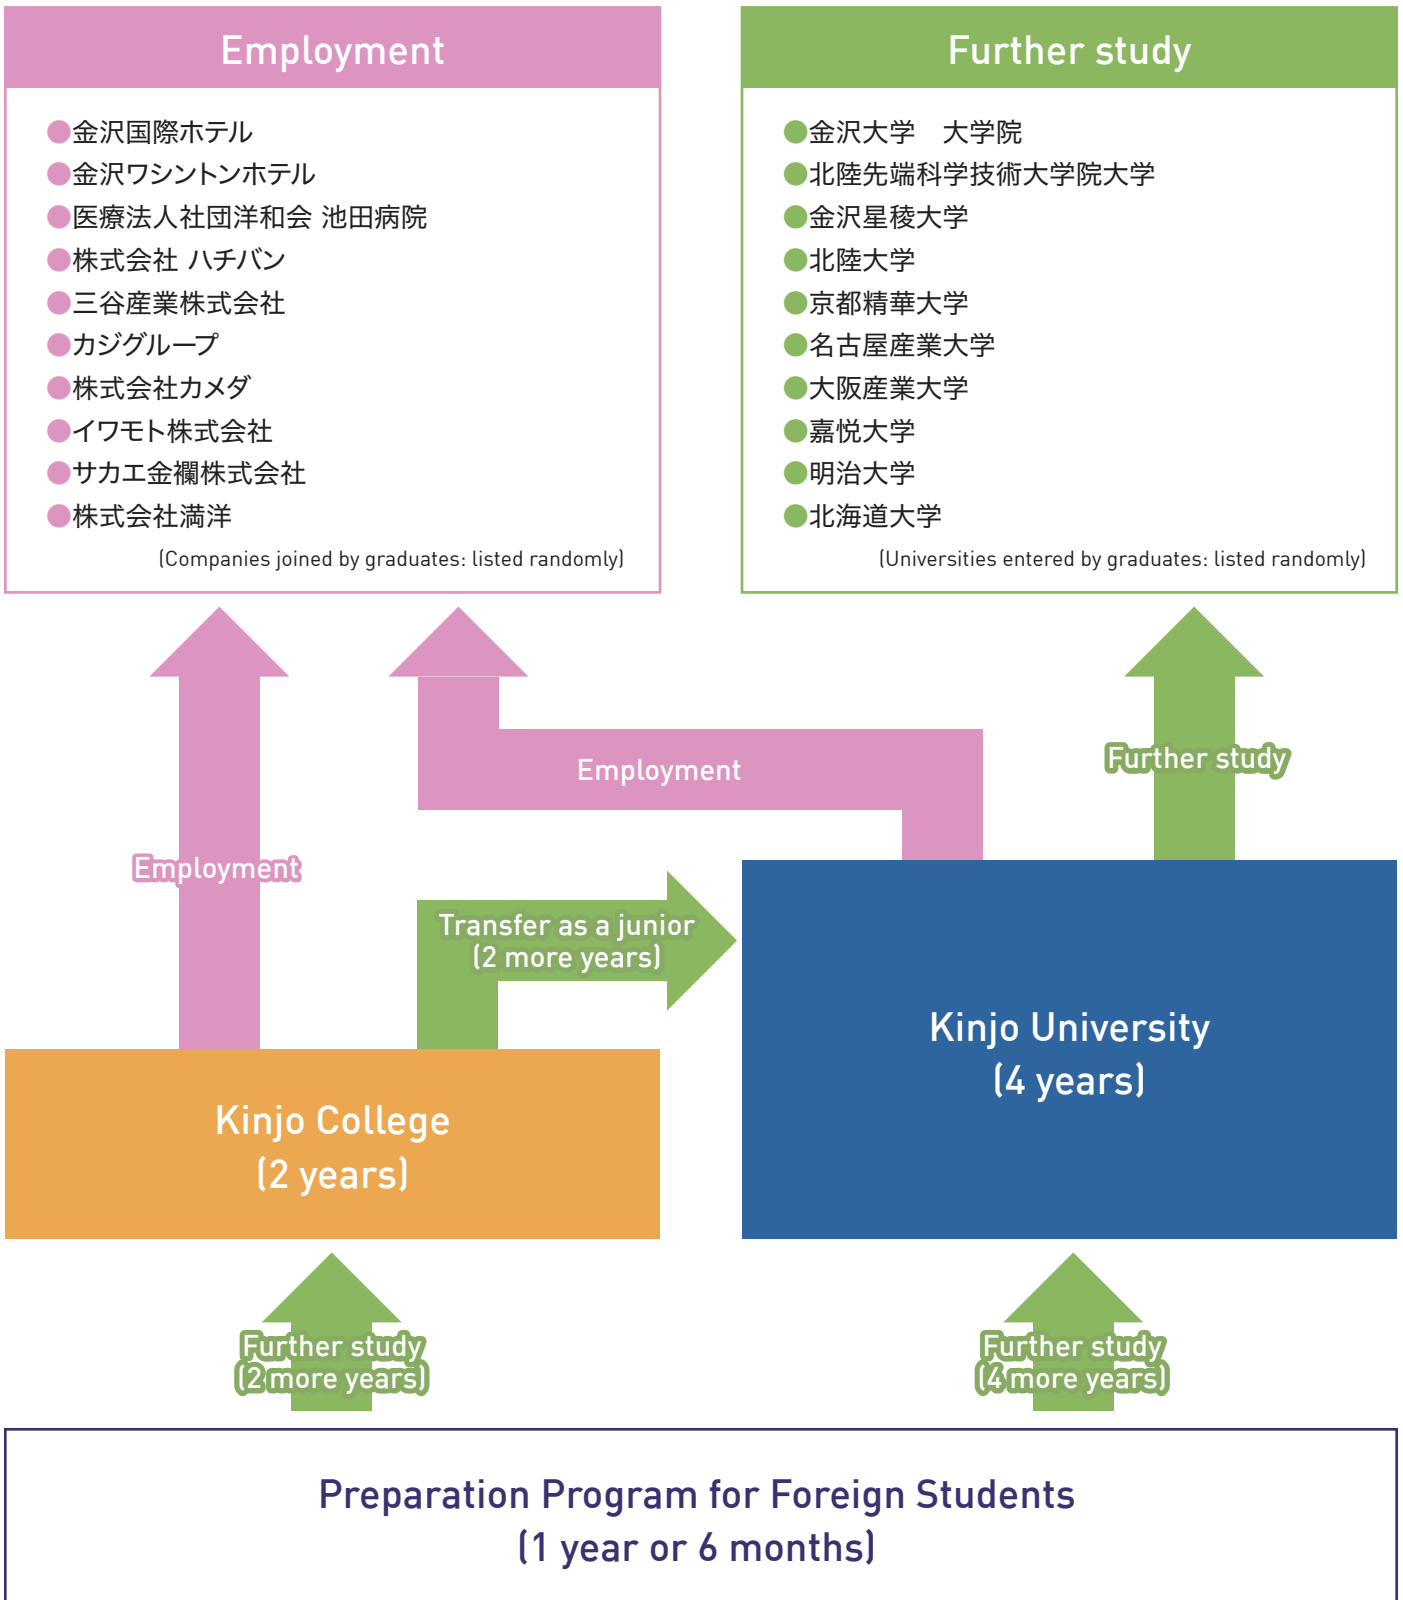 Employment
●金沢国際ホテル
●金沢ワシントンホテル
●医療法人社団洋和会 池田病院
●株式会社 ハチバン
●三谷産業株式会社
●カジグループ
●株式会社カメダ
●イワモト株式会社
●サカエ金襴株式会社
●株式会社満洋
(Companies joined by graduates: listed randomly)
Further study
●金沢大学　大学院
●北陸先端科学技術大学院大学
●金沢星稜大学
●北陸大学
●京都精華大学
●名古屋産業大学
●大阪産業大学
●嘉悦大学
●明治大学
●北海道大学
(Universities entered by graduates: listed randomly)
Employment
Further study
Employment
Transfer as a junior
(2 more years)
Kinjo University
(4 years)
Kinjo College
(2 years)
Further study
(2 more years)
Further study
(4 more years)
Preparation Program for Foreign Students
(1 year or 6 months)